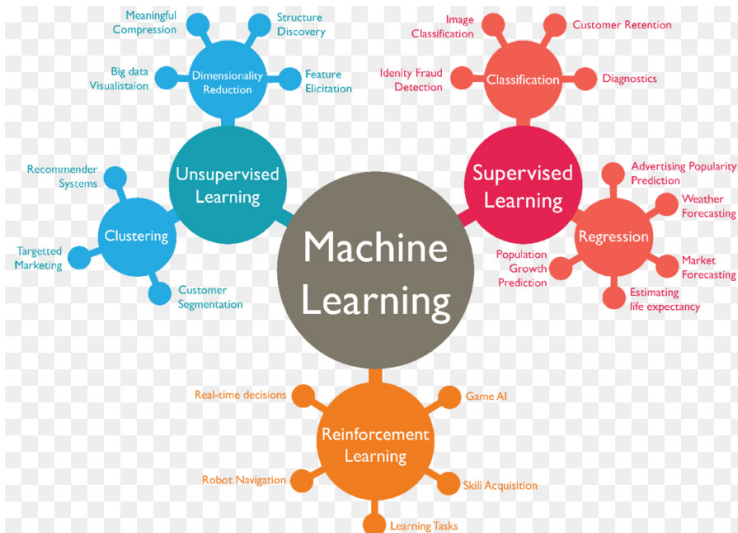 Meaningful
Compression
Structure
Discovery
Big data
Visualistaion
Dimensionality
Reduction
Feature
Elicitation
Unsupervised
Learning
Recommender
Systems
Clustering
Targetted
Marketing
Customer
Segmentation
Image
Classification
Customer Retention
Idenity Fraud
Detection
Classification
Diagnostics
Supervised
Learning
Advertising Popularity
Prediction
Weather
Forecasting
Regression
Population
Growth
Prediction
Market
Forecasting
Estimating
life expectancy
Machine
Learning
Real-time decisions
Game AI
Reinforcement
Learning
Robot Navigation
Skill Acquisition
Learning Tasks